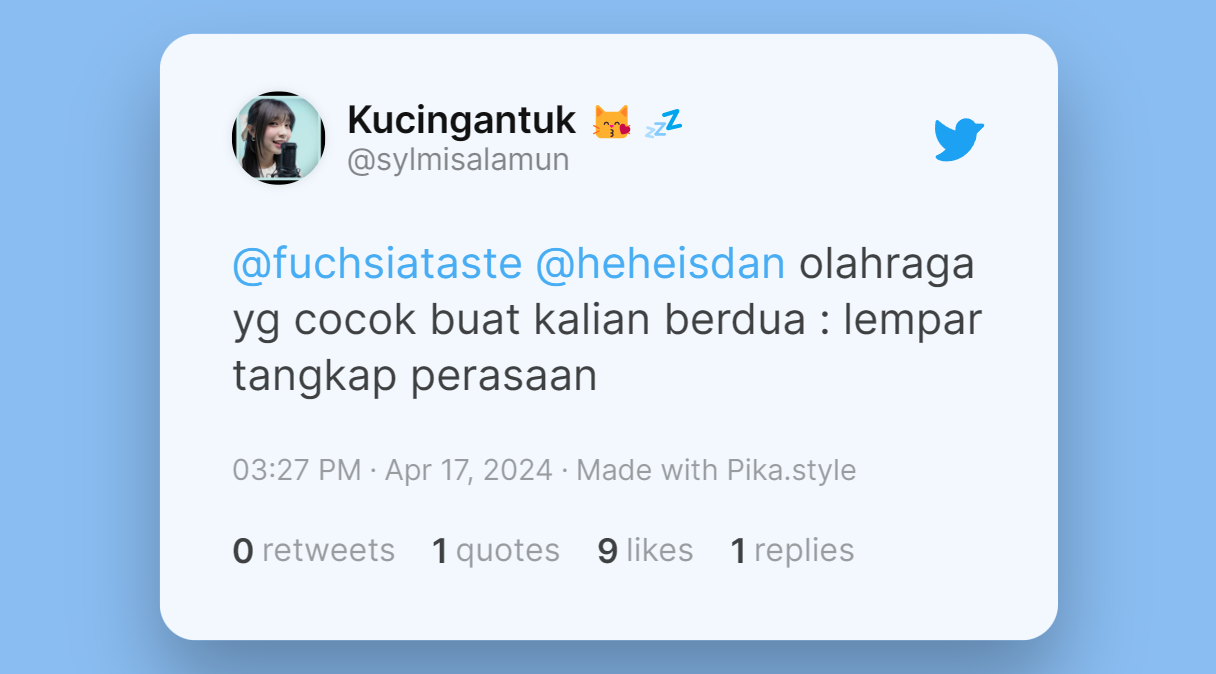 Kucingantuk 😽 💤
@sylmisalamun
@fuchsiataste @heheisdan olahraga
yg cocok buat kalian berdua : lempar
tangkap perasaan
03:27 PM · Apr 17, 2024 · Made with Pika.style
0 retweets 1 quotes 9 likes 1 replies